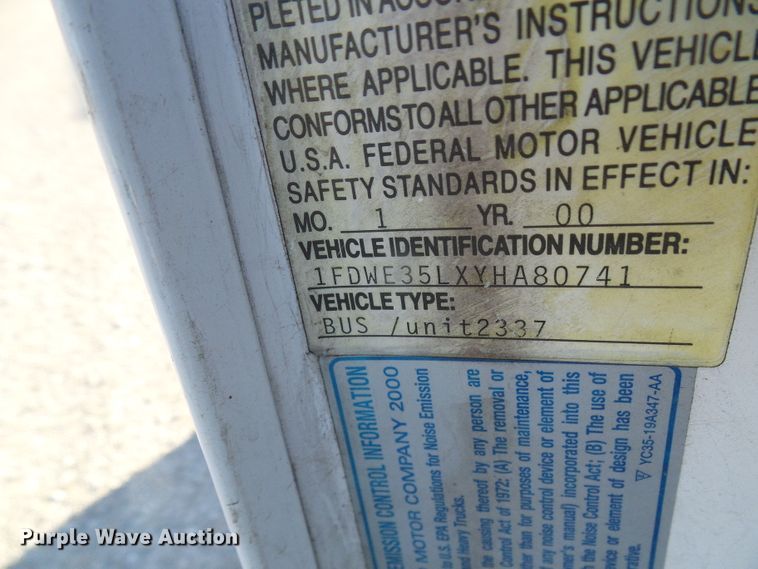 PLETED IN
MANUFACTURER'S INSTRUCTIONS
WHERE APPLICABLE. THIS VEHICLE
CONFORMS TO ALL OTHER APPLICABLE
U.S.A. FEDERAL MOTOR VEHICLE
SAFETY STANDARDS IN EFFECT IN:
MO. 1 YR. 00
VEHICLE IDENTIFICATION NUMBER:
1FDWE35LXYHA80741
VEHICLE TYPE:
BUS /unit2337
EMISSION CONTROL INFORMATION
MOTOR COMPANY 2000
to U.S. EPA Regulations for Noise Emission
and Heavy Trucks.
the causing thereof by any person are
Control Act of 1972: (A) The removal or
other than for purposes of maintenance,
of any noise control device or element of
manual) incorporated into this
the Noise Control Act; (B) The use of
device or element of design has been
YC35-19A347-AA
Purple Wave Auction